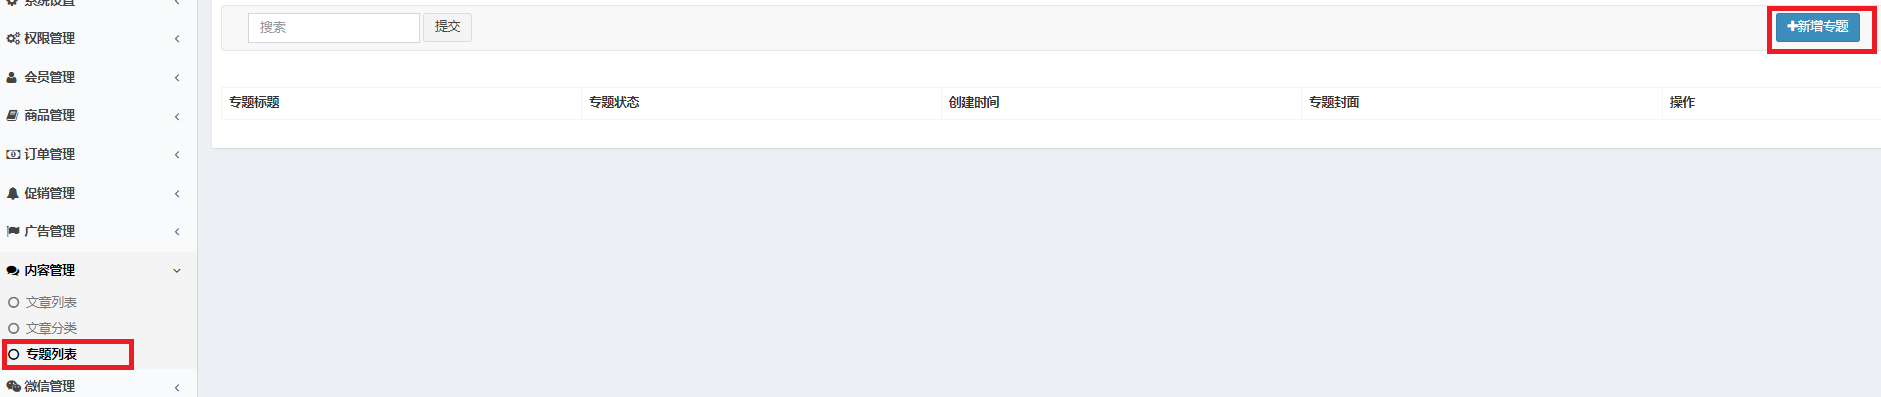 系统设置
权限管理
会员管理
商品管理
订单管理
促销管理
广告管理
内容管理
文章列表
文章分类
专题列表
微信管理
搜索 提交 新增专题
专题标题 专题状态 创建时间 专题封面 操作